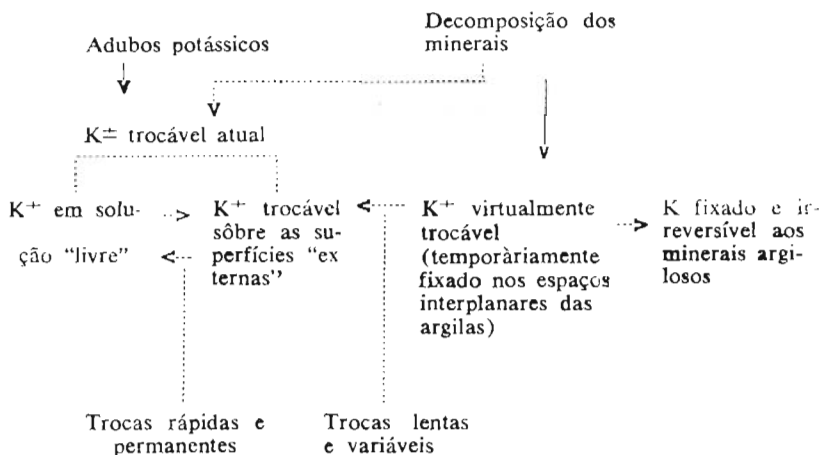 Adubos potássicos
Decomposição dos
minerais
K± trocável atual
K+ em solu-
ção “livre”
K+ trocável
sôbre as su-
perfícies “ex
ternas”
K+ virtualmente
trocável
(temporàriamente
fixado nos espaços
interplanares das
argilas)
K fixado e ir-
reversível aos
minerais argi-
losos
Trocas rápidas e
permanentes
Trocas lentas
e variáveis